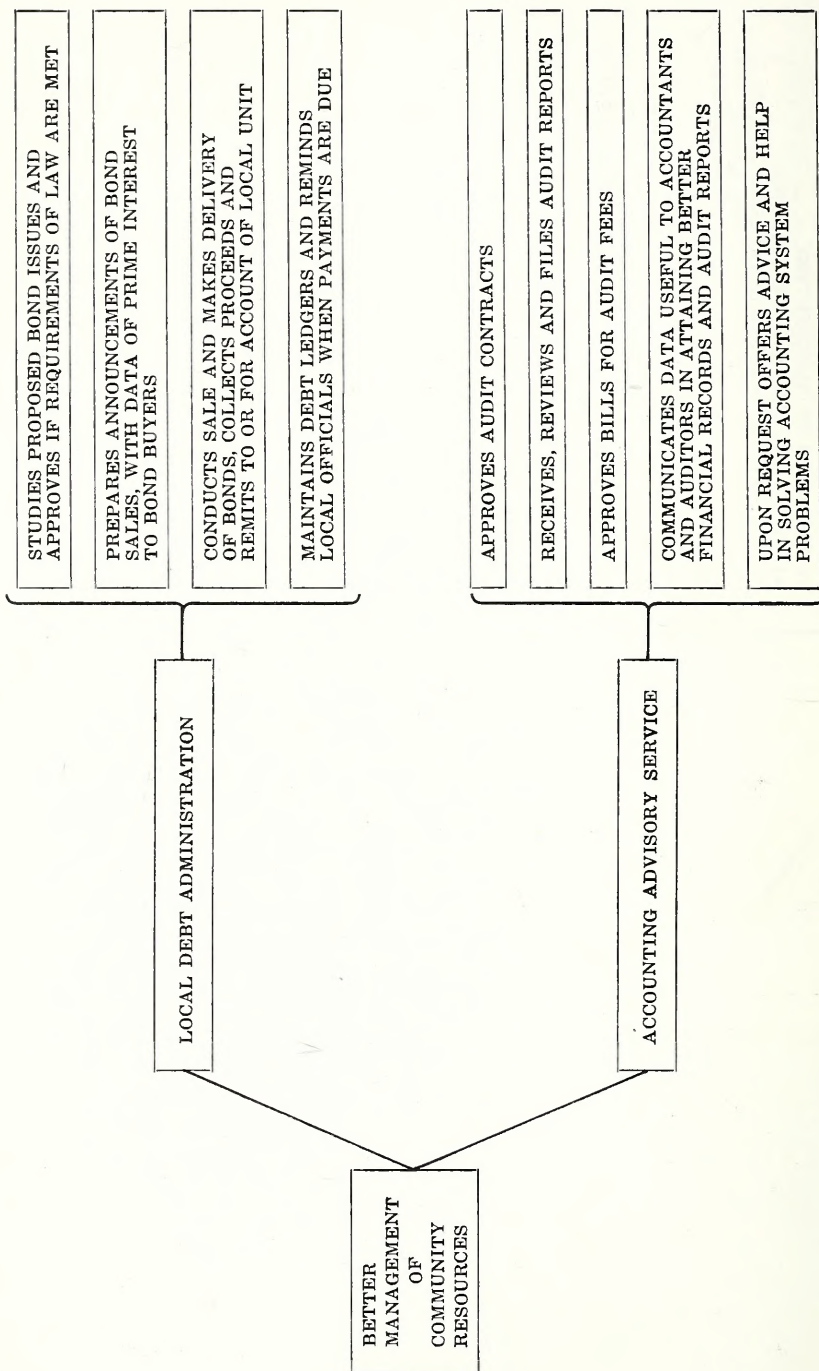 BETTER
MANAGEMENT
OF
COMMUNITY
RESOURCES
LOCAL DEBT ADMINISTRATION
STUDIES PROPOSED BOND ISSUES AND
APPROVES IF REQUIREMENTS OF LAW ARE MET
PREPARES ANNOUNCEMENTS OF BOND
SALES, WITH DATA OF PRIME INTEREST
TO BOND BUYERS
CONDUCTS SALE AND MAKES DELIVERY
OF BONDS, COLLECTS PROCEEDS AND
REMITS TO OR FOR ACCOUNT OF LOCAL UNIT
MAINTAINS DEBT LEDGERS AND REMINDS
LOCAL OFFICIALS WHEN PAYMENTS ARE DUE
ACCOUNTING ADVISORY SERVICE
APPROVES AUDIT CONTRACTS
RECEIVES, REVIEWS AND FILES AUDIT REPORTS
APPROVES BILLS FOR AUDIT FEES
COMMUNICATES DATA USEFUL TO ACCOUNTANTS
AND AUDITORS IN ATTAINING BETTER
FINANCIAL RECORDS AND AUDIT REPORTS
UPON REQUEST OFFERS ADVICE AND HELP
IN SOLVING ACCOUNTING SYSTEM
PROBLEMS